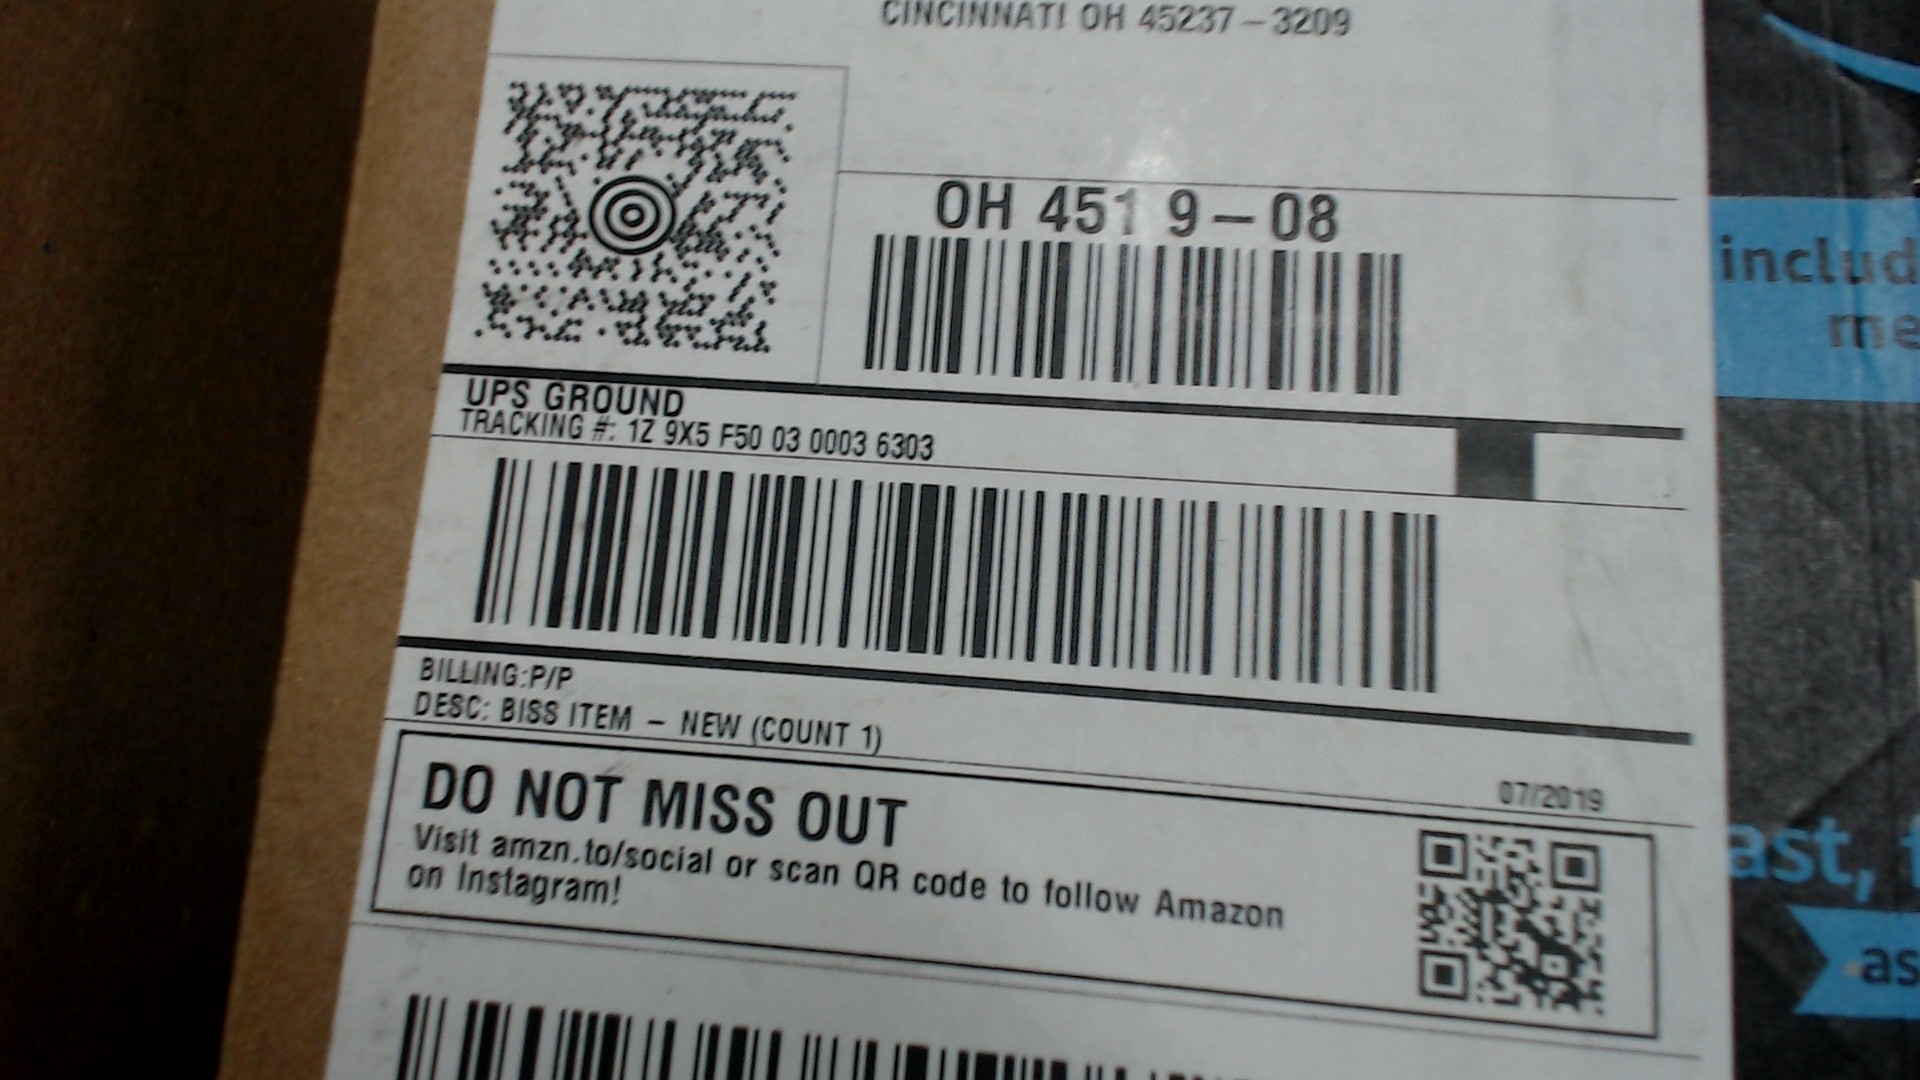 CINCINNATI OH 45237-3209
OH 451 9-08
UPS GROUND
TRACKING #: 1Z 9X5 F50 03 0003 6303
BILLING:P/P
DESC: BISS ITEM - NEW (COUNT 1)
07/2019
DO NOT MISS OUT
Visit amzn.to/social or scan QR code to follow Amazon
on Instagram!
includ
me
ast, f
as